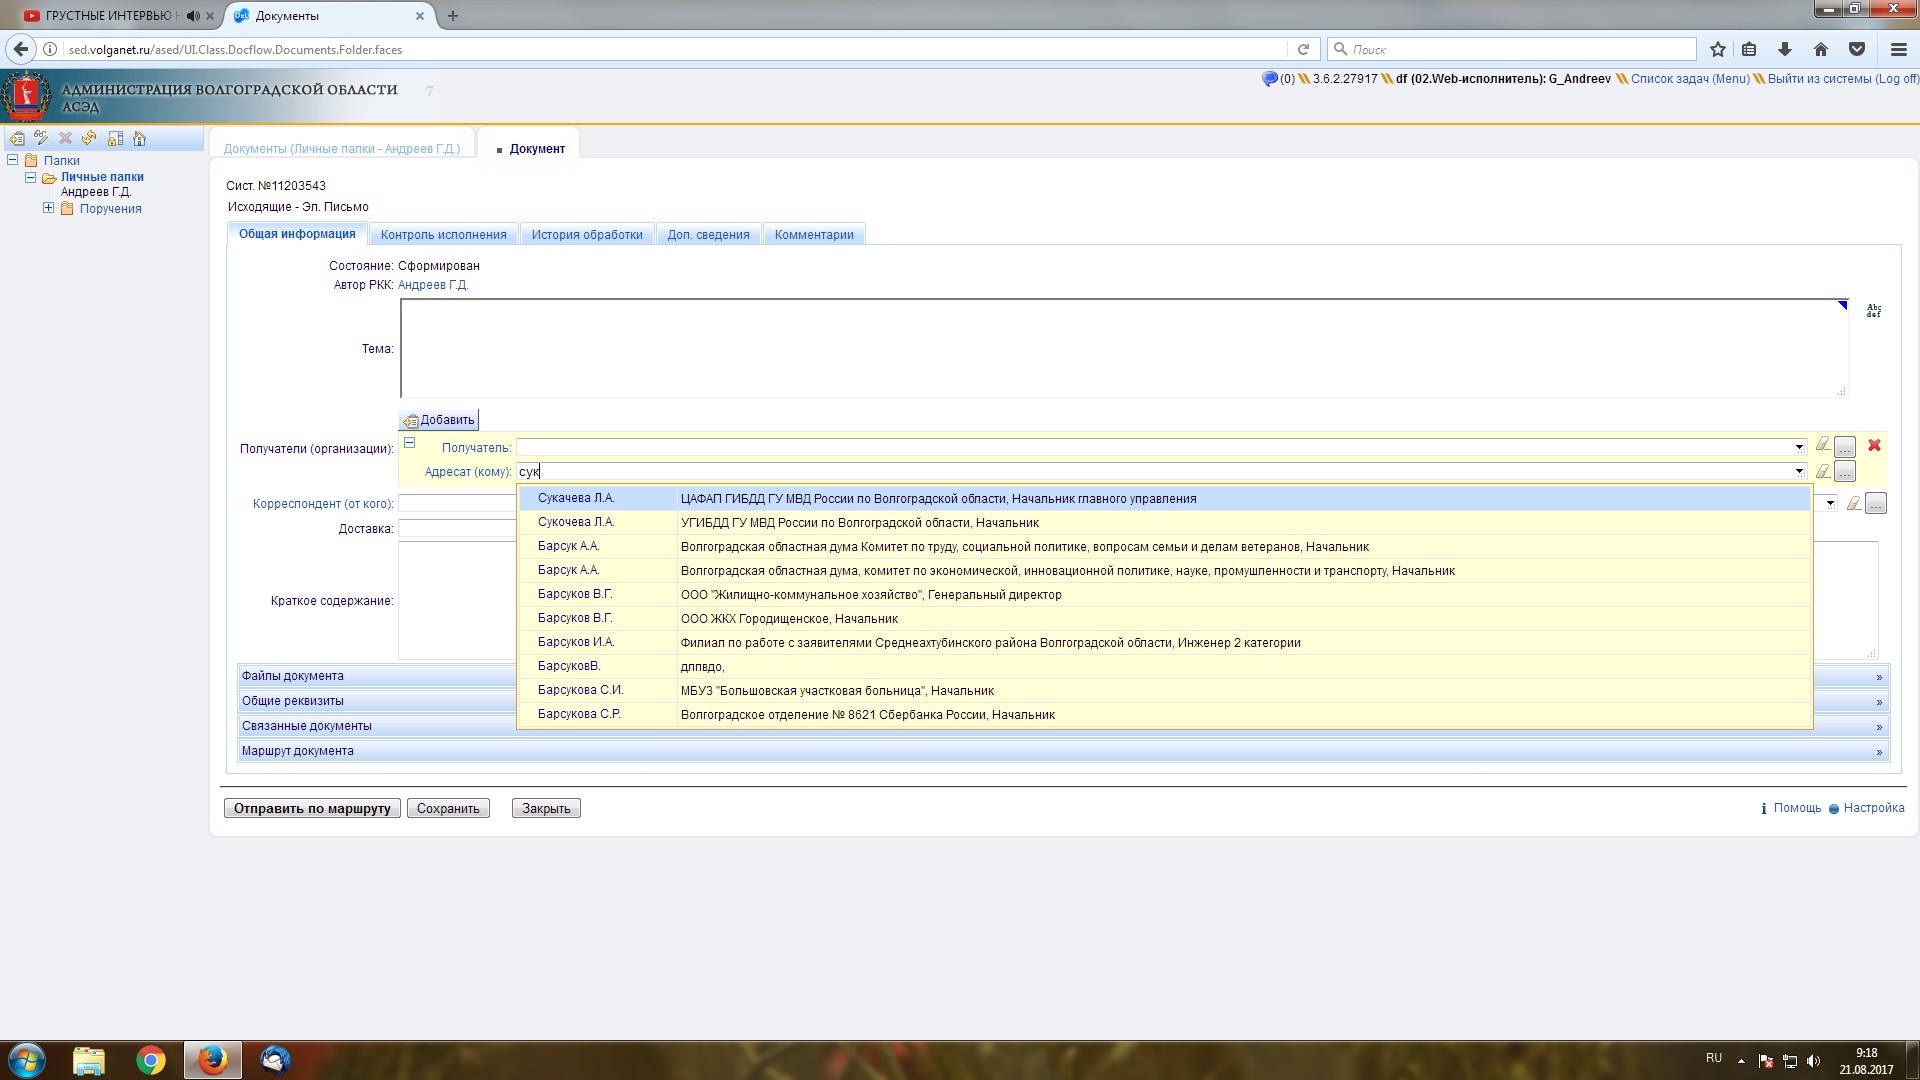 ГРУСТНЫЕ ИНТЕРВЬЮ
Документы
sed.volganet.ru/ased/UI.Class.Docflow.Documents.Folder.faces
Поиск
АДМИНИСТРАЦИЯ ВОЛГОГРАДСКОЙ ОБЛАСТИ
АСЭД
7
(0) 3.6.2.27917 df (02.Web-исполнитель): G_Andreev Список задач (Menu) Выйти из системы (Log off)
Папки
Личные папки
Андреев Г.Д.
Поручения
Документы (Личные папки - Андреев Г.Д.)
Документ
Сист. №11203543
Исходящие - Эл. Письмо
Общая информация Контроль исполнения История обработки Доп. сведения Комментарии
Состояние: Сформирован
Автор РКК: Андреев Г.Д.
Abc
def
Тема:
Добавить
Получатели (организации): Получатель:
Адресат (кому): сук
Сукачева Л.А. ЦАФАП ГИБДД ГУ МВД России по Волгоградской области, Начальник главного управления
Корреспондент (от кого):
Сукочева Л.А. УГИБДД ГУ МВД России по Волгоградской области, Начальник
Доставка:
Барсук А.А. Волгоградская областная дума Комитет по труду, социальной политике, вопросам семьи и делам ветеранов, Начальник
Барсук А.А. Волгоградская областная дума, комитет по экономической, инновационной политике, науке, промушленности и транспорту, Начальник
Барсуков В.Г. ООО "Жилищно-коммунальное хозяйство", Генеральный директор
Краткое содержание:
Барсуков В.Г. ООО ЖКХ Городищенское, Начальник
Барсуков И.А. Филиал по работе с заявителями Среднеахтубинского района Волгоградской области, Инженер 2 категории
БарсуковВ. длпвдо,
Барсукова С.И. МБУЗ "Большовская участковая больница", Начальник
Барсукова С.Р. Волгоградское отделение № 8621 Сбербанка России, Начальник
Файлы документа
Общие реквизиты
Связанные документы
Маршрут документа
Отправить по маршруту Сохранить Закрыть
Помощь Настройка
RU
9:18
21.08.2017